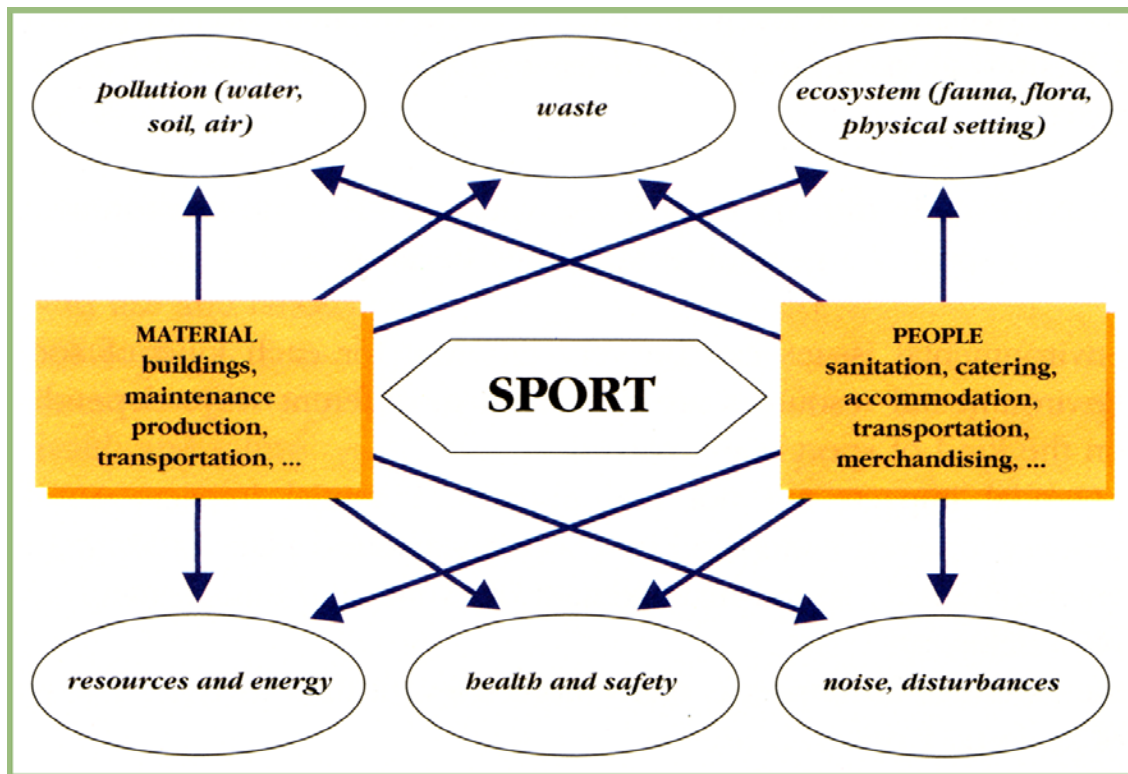 pollution (water,
soil, air)
waste
ecosystem (fauna, flora,
physical setting)
MATERIAL
buildings,
maintenance
production,
transportation, ...
SPORT
PEOPLE
sanitation, catering,
accommodation,
transportation,
merchandising, ...
resources and energy
health and safety
noise, disturbances